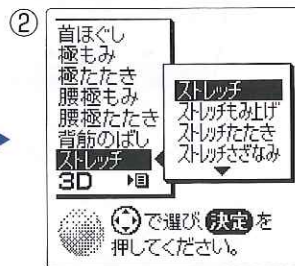 ②
首ほぐし
極もみ
極たたき
腰極もみ
腰極たたき
背筋のばし
ストレッチ
3D
ストレッチ
ストレッチもみ上げ
ストレッチたたき
ストレッチさざなみ
で選び、決定を
押してください。